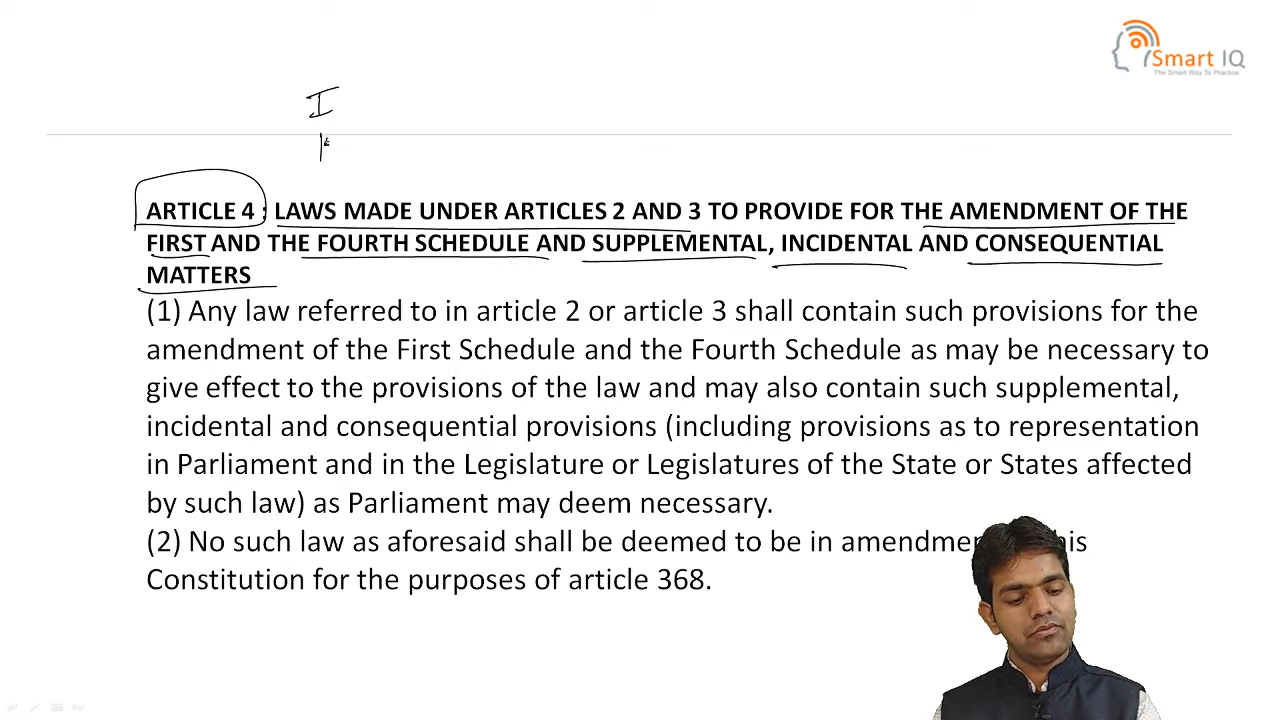 Smart IQ
The Smart Way To Practice
I
ARTICLE 4 : LAWS MADE UNDER ARTICLES 2 AND 3 TO PROVIDE FOR THE AMENDMENT OF THE
FIRST AND THE FOURTH SCHEDULE AND SUPPLEMENTAL, INCIDENTAL AND CONSEQUENTIAL
MATTERS
(1) Any law referred to in article 2 or article 3 shall contain such provisions for the
amendment of the First Schedule and the Fourth Schedule as may be necessary to
give effect to the provisions of the law and may also contain such supplemental,
incidental and consequential provisions (including provisions as to representation
in Parliament and in the Legislature or Legislatures of the State or States affected
by such law) as Parliament may deem necessary.
(2) No such law as aforesaid shall be deemed to be in
Constitution for the purposes of article 368.